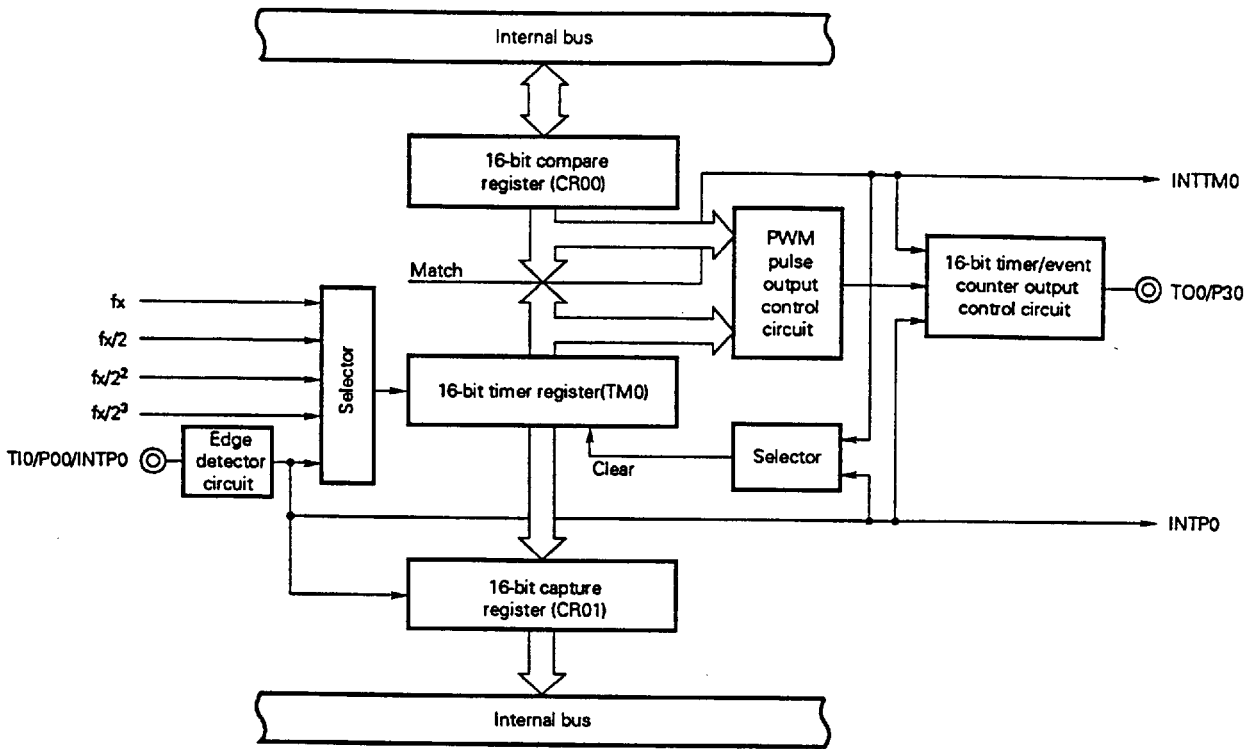 Internal bus
16-bit compare
register (CR00)
INTTM0
PWM
pulse
output
control
circuit
16-bit timer/event
counter output
control circuit
TO0/P30
Match
fx
fx/2
fx/2²
fx/2³
Selector
16-bit timer register(TM0)
TI0/P00/INTP0
Edge
detector
circuit
Clear
Selector
INTP0
16-bit capture
register (CR01)
Internal bus